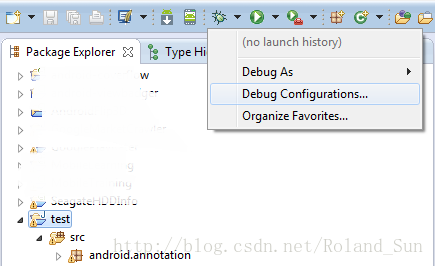 (no launch history)
Debug As
Debug Configurations...
Organize Favorites...
Package Explorer
Type Hi
SeagateHDDInfo
test
src
android.annotation
http://blog.csdn.net/Roland_Sun